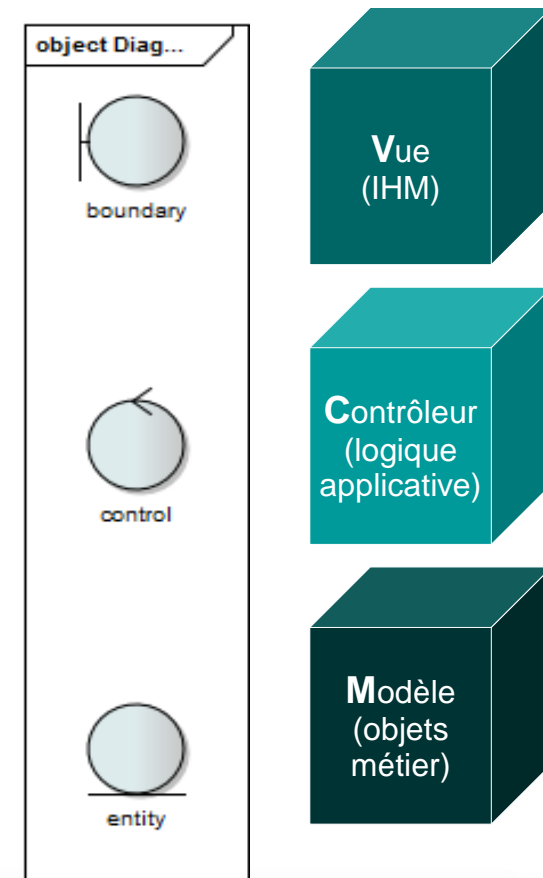 object Diag...
boundary
Vue
(IHM)
control
Contrôleur
(logique
applicative)
entity
Modèle
(objets
métier)